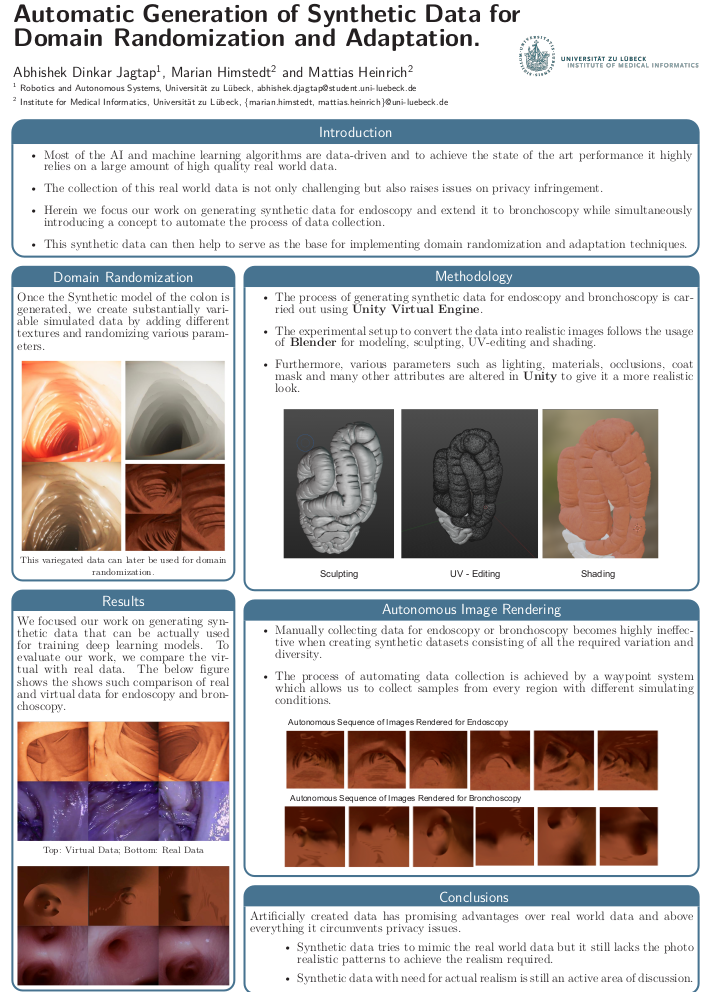 Automatic Generation of Synthetic Data for
Domain Randomization and Adaptation.
Abhishek Dinkar Jagtap¹, Marian Himstedt² and Mattias Heinrich²
¹ Robotics and Autonomous Systems, Universität zu Lübeck, abhishek.djagtap@student.uni-luebeck.de
² Institute for Medical Informatics, Universität zu Lübeck, {marian.himstedt, mattias.heinrich}@uni-luebeck.de
UNIVERSITÄT ZU LÜBECK
INSTITUTE OF MEDICAL INFORMATICS
Introduction
• Most of the AI and machine learning algorithms are data-driven and to achieve the state of the art performance it highly
relies on a large amount of high quality real world data.
• The collection of this real world data is not only challenging but also raises issues on privacy infringement.
• Herein we focus our work on generating synthetic data for endoscopy and extend it to bronchoscopy while simultaneously
introducing a concept to automate the process of data collection.
• This synthetic data can then help to serve as the base for implementing domain randomization and adaptation techniques.
Domain Randomization
Once the Synthetic model of the colon is
generated, we create substantially vari-
able simulated data by adding different
textures and randomizing various param-
eters.
This variegated data can later be used for domain
randomization.
Methodology
• The process of generating synthetic data for endoscopy and bronchoscopy is car-
ried out using Unity Virtual Engine.
• The experimental setup to convert the data into realistic images follows the usage
of Blender for modeling, sculpting, UV-editing and shading.
• Furthermore, various parameters such as lighting, materials, occlusions, coat
mask and many other attributes are altered in Unity to give it a more realistic
look.
Sculpting
UV - Editing
Shading
Results
We focused our work on generating syn-
thetic data that can be actually used
for training deep learning models. To
evaluate our work, we compare the vir-
tual with real data. The below figure
shows the shows such comparison of real
and virtual data for endoscopy and bron-
choscopy.
Top: Virtual Data; Bottom: Real Data
Autonomous Image Rendering
• Manually collecting data for endoscopy or bronchoscopy becomes highly ineffec-
tive when creating synthetic datasets consisting of all the required variation and
diversity.
• The process of automating data collection is achieved by a waypoint system
which allows us to collect samples from every region with different simulating
conditions.
Autonomous Sequence of Images Rendered for Endoscopy
Autonomous Sequence of Images Rendered for Bronchoscopy
Conclusions
Artificially created data has promising advantages over real world data and above
everything it circumvents privacy issues.
• Synthetic data tries to mimic the real world data but it still lacks the photo
realistic patterns to achieve the realism required.
• Synthetic data with need for actual realism is still an active area of discussion.